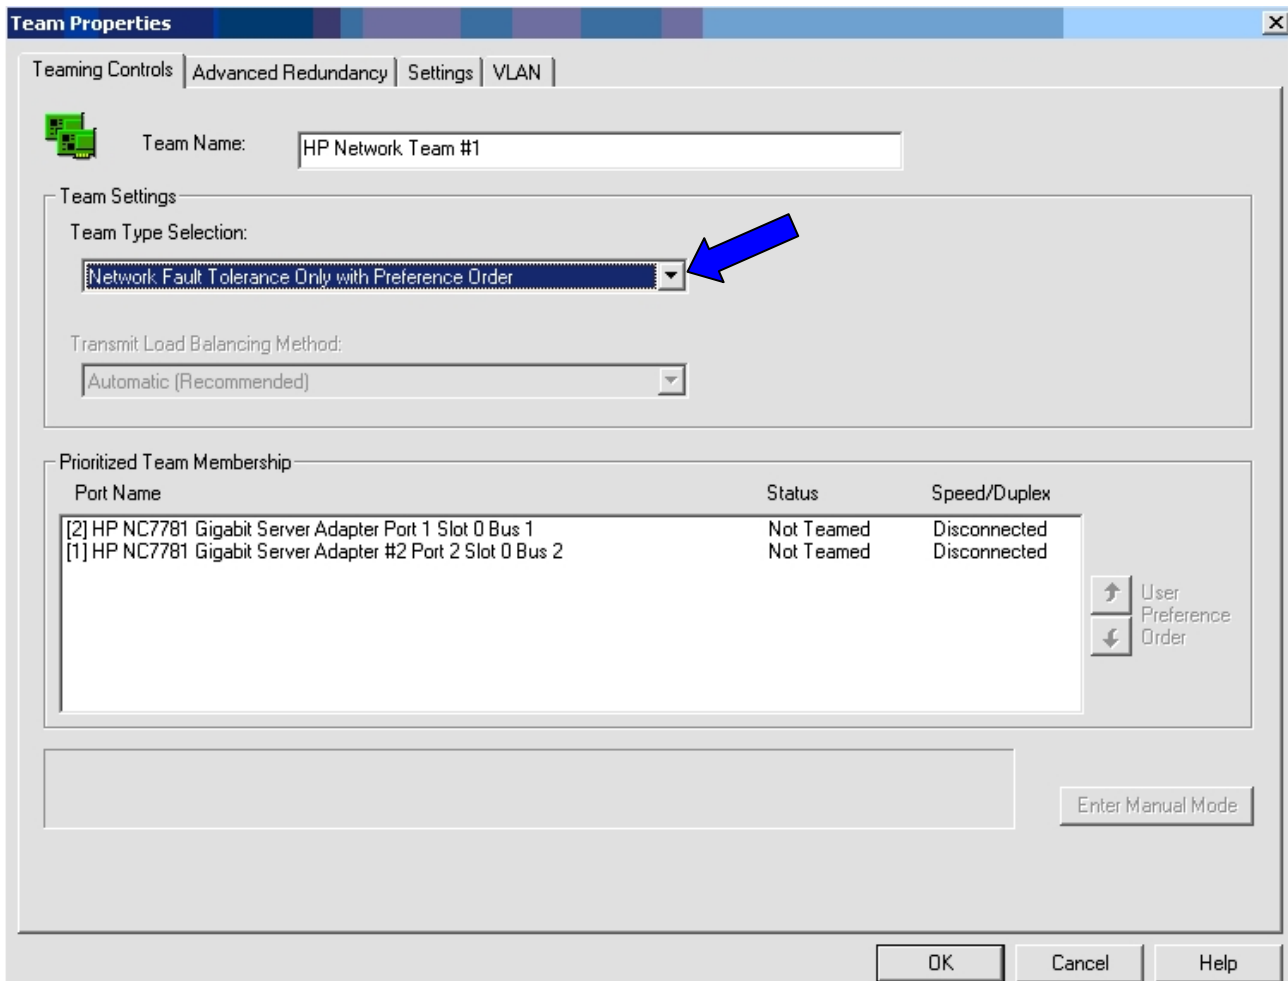 Team Properties
Teaming Controls Advanced Redundancy Settings VLAN
Team Name: HP Network Team #1
Team Settings
Team Type Selection:
Network Fault Tolerance Only with Preference Order
Transmit Load Balancing Method:
Automatic (Recommended)
Prioritized Team Membership
Port Name Status Speed/Duplex
[2] HP NC7781 Gigabit Server Adapter Port 1 Slot 0 Bus 1 Not Teamed Disconnected
[1] HP NC7781 Gigabit Server Adapter #2 Port 2 Slot 0 Bus 2 Not Teamed Disconnected
User
Preference
Order
Enter Manual Mode
OK Cancel Help